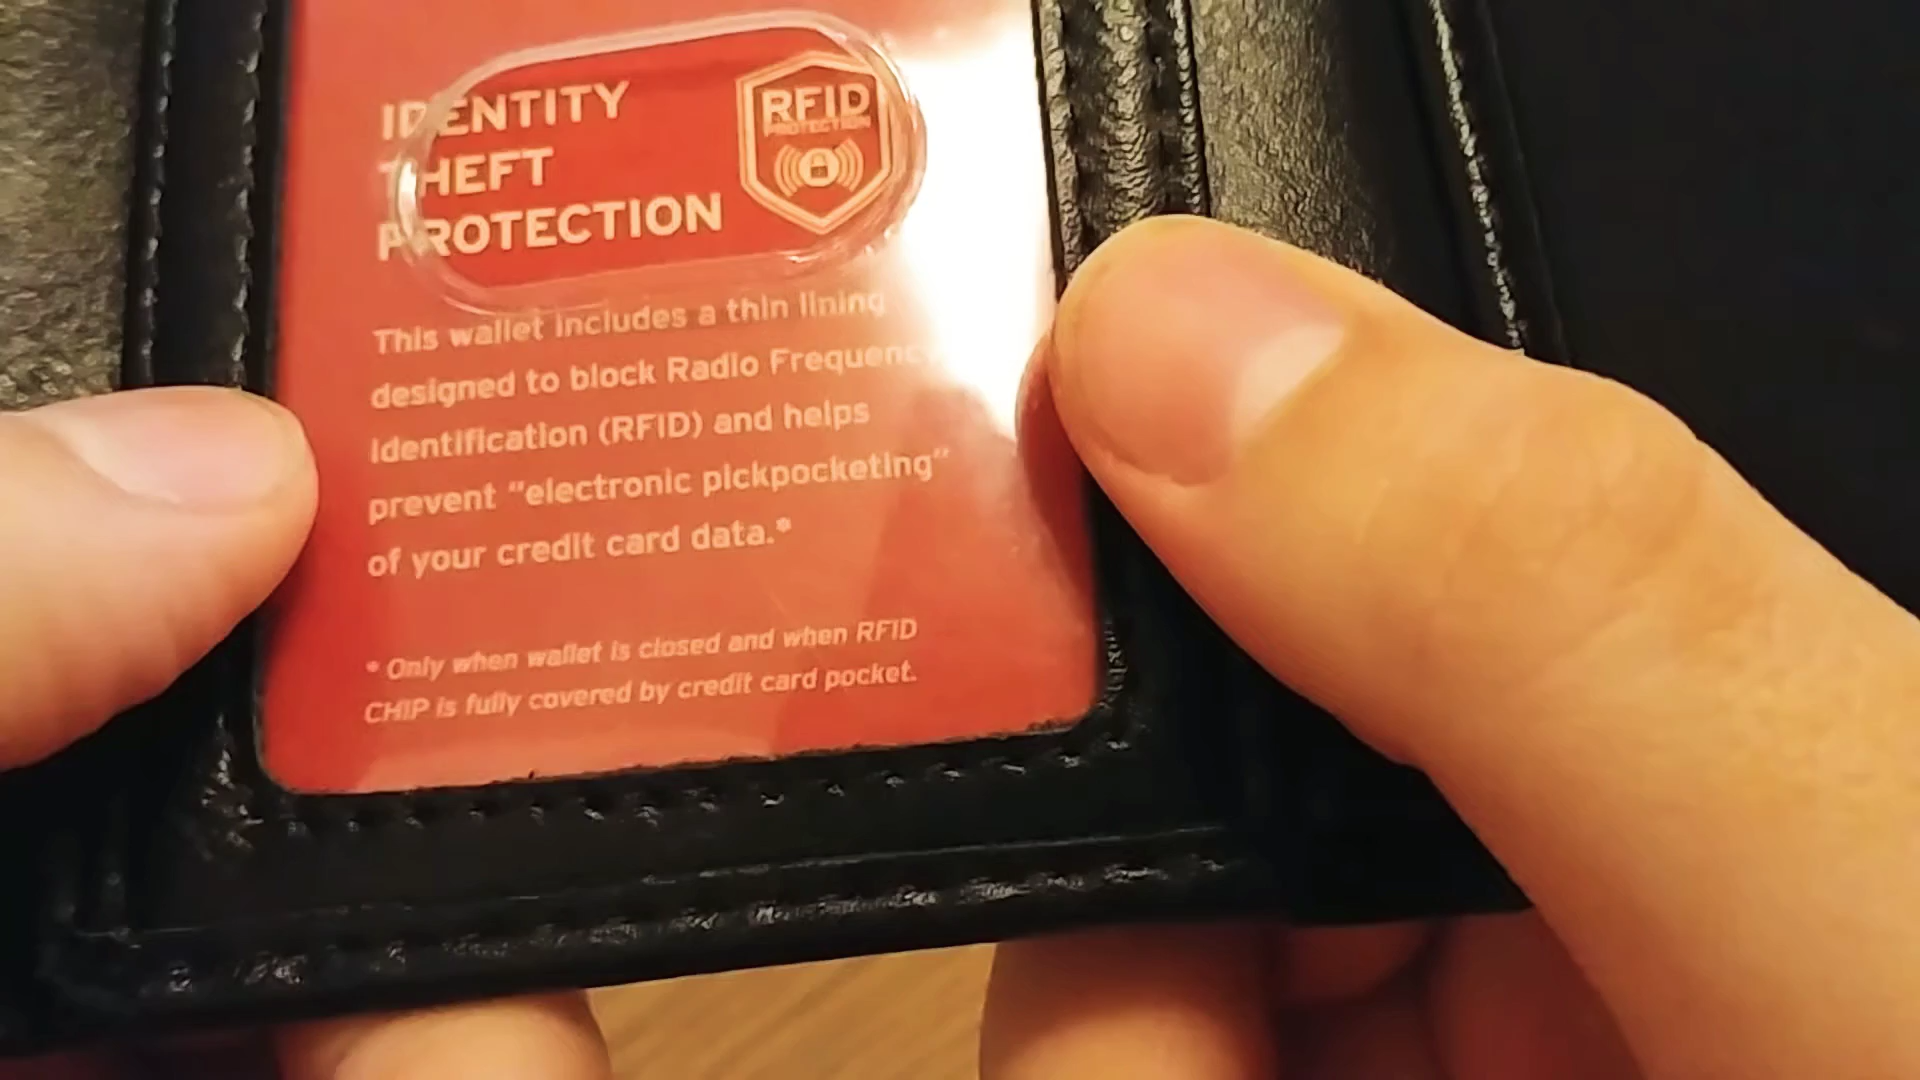 IDENTITY
THEFT
PROTECTION
RFID
PROTECTION
This wallet includes a thin lining
designed to block Radio Frequency
Identification (RFID) and helps
prevent "electronic pickpocketing"
of your credit card data.*
* Only when wallet is closed and when RFID
CHIP is fully covered by credit card pocket.